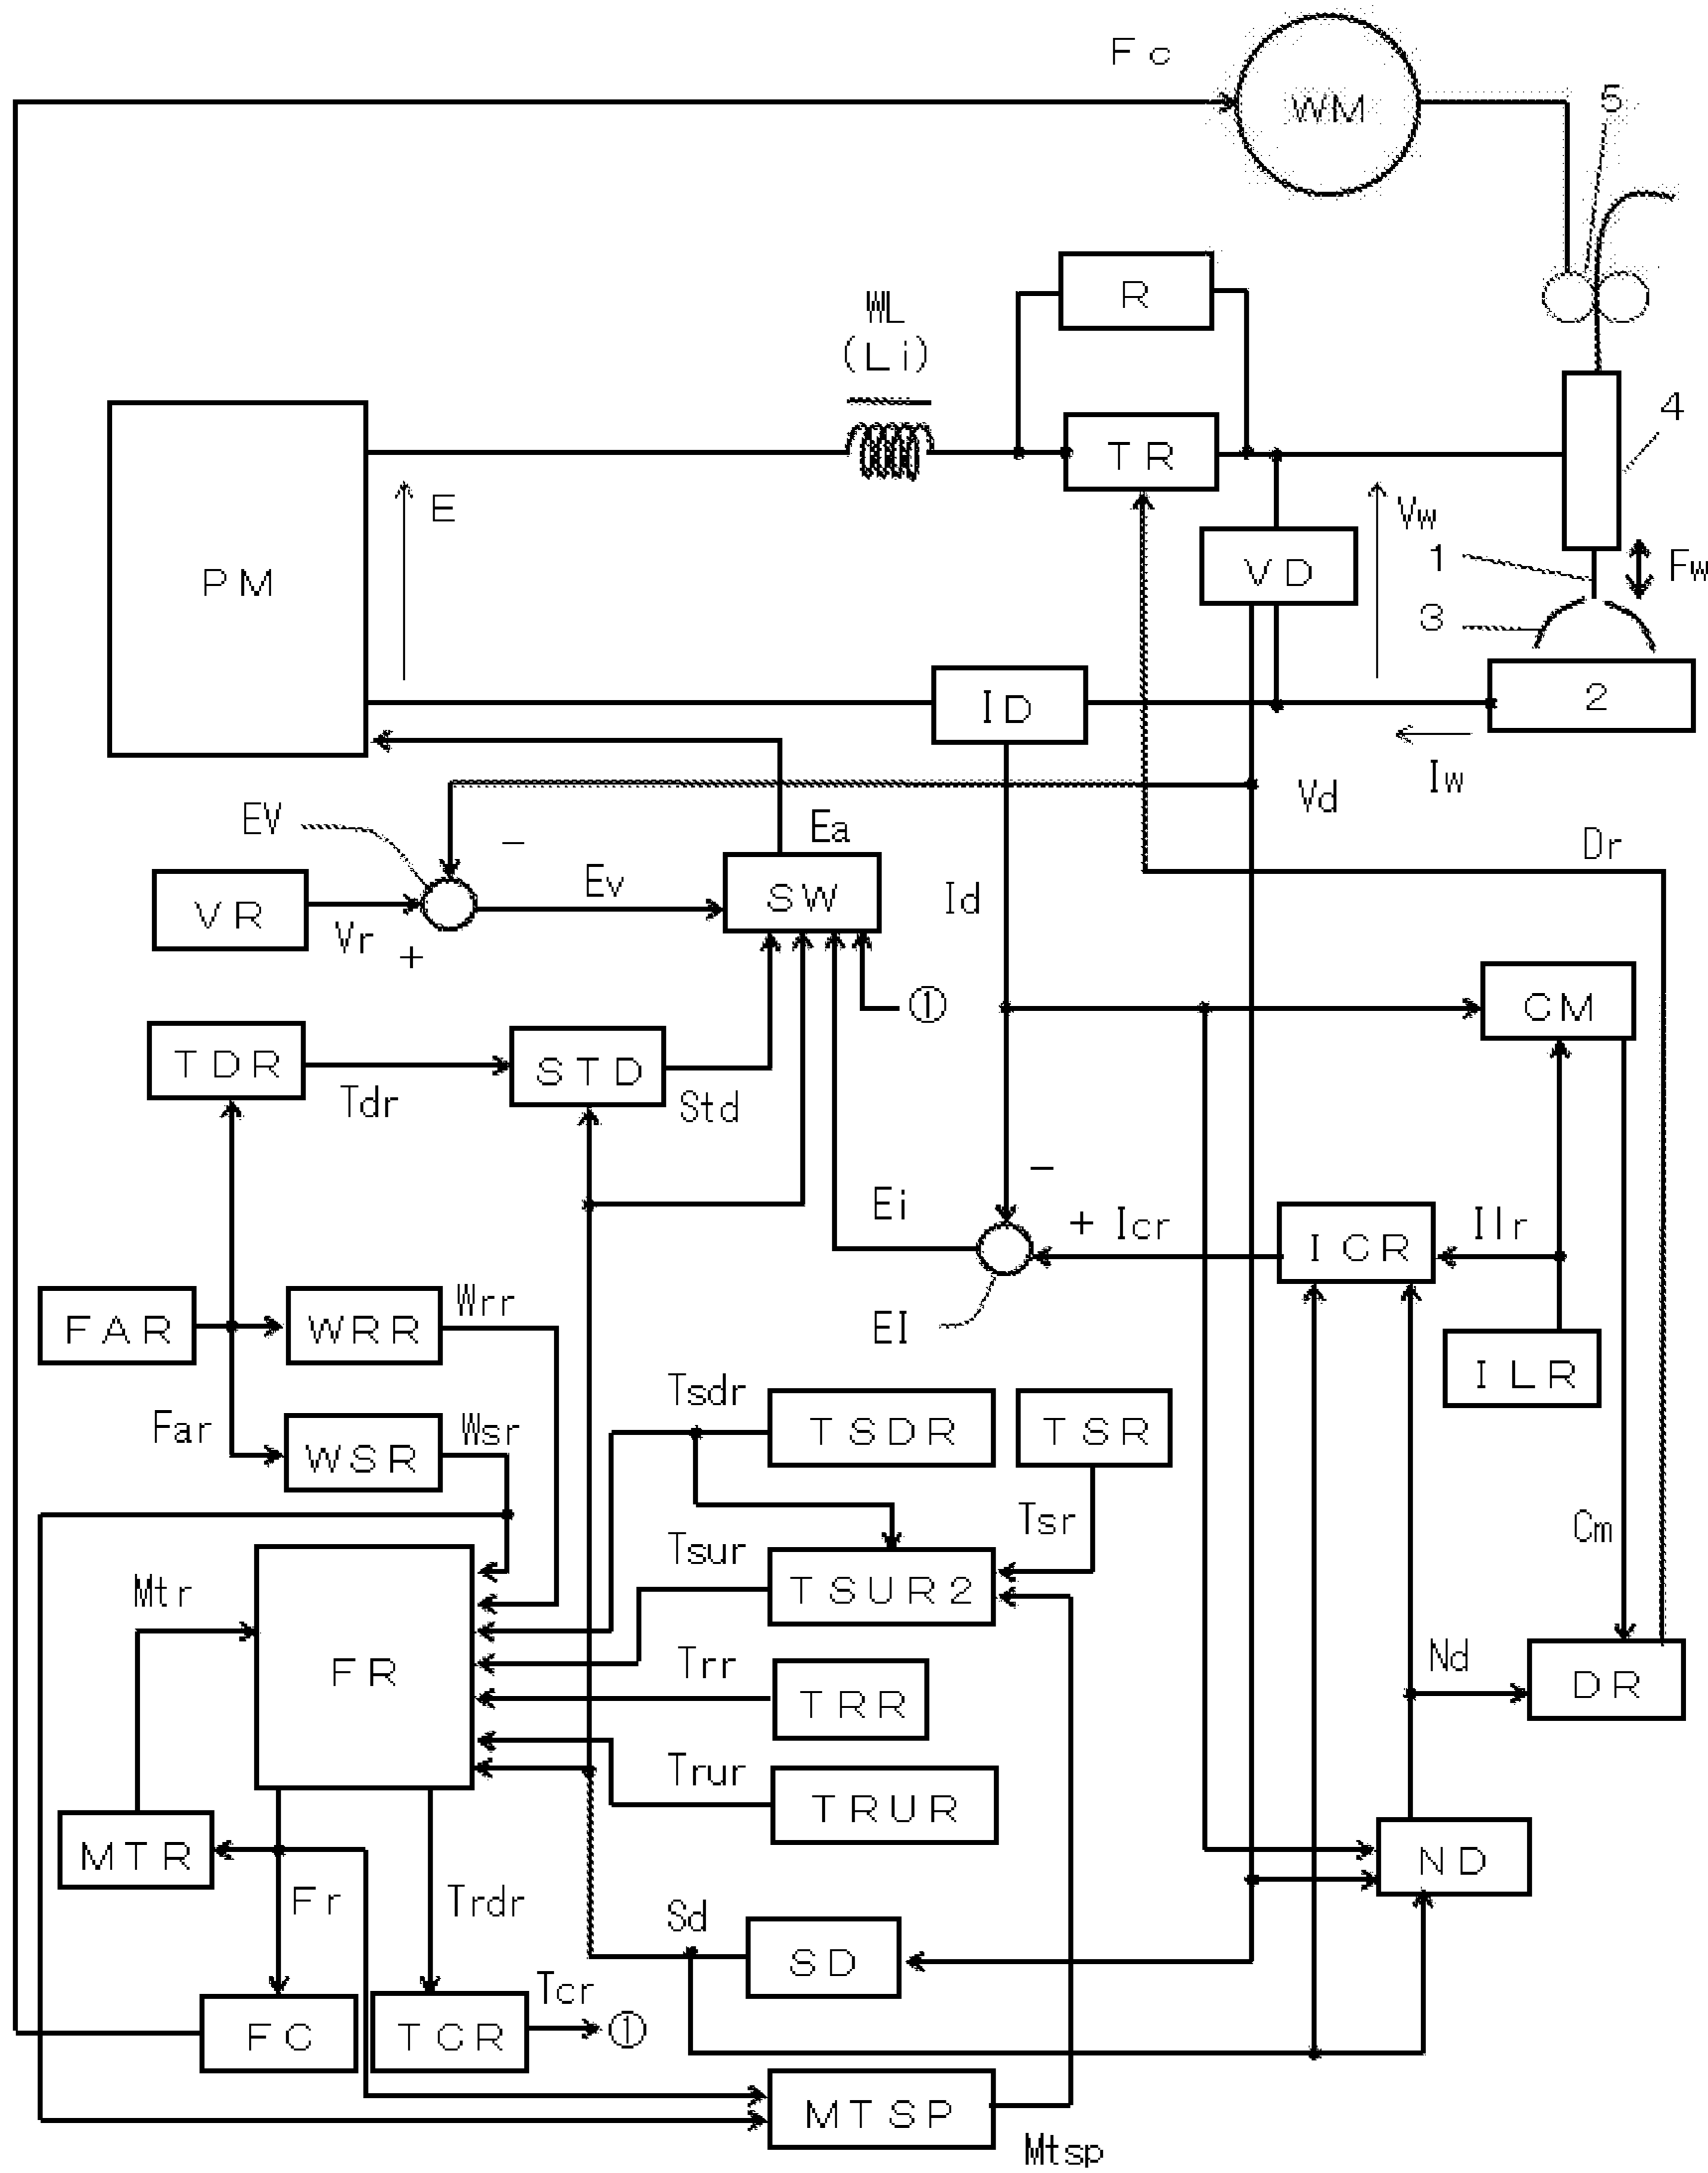 Fc
WM
5
R
WL
(Li)
4
TR
E
Vw
1
VD
Fw
PM
3
ID
2
Iw
Vd
EV
Ea
Dr
−
VR
Ev
SW
Id
Vr
+
①
CM
TDR
STD
Tdr
Std
−
Ei
+ Icr
ICR
Ilr
FAR
WRR
Wrr
EI
ILR
Tsdr
TSDR
TSR
Far
WSR
Wsr
Tsr
Cm
Tsur
Mtr
TSUR2
FR
Trr
TRR
Nd
DR
Trur
TRUR
MTR
ND
Fr
Trdr
Sd
SD
Tcr
FC
TCR
①
MTSP
Mtsp